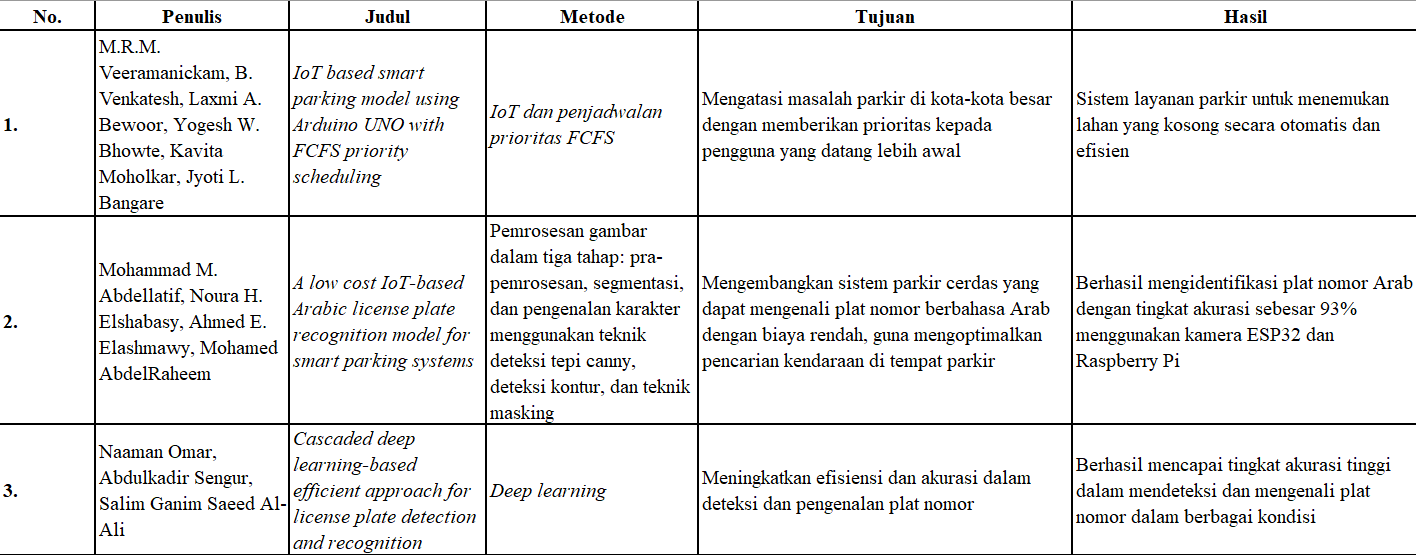 No. Penulis Judul Metode Tujuan Hasil
1.
M.R.M.
Veeramanickam, B.
Venkatesh, Laxmi A.
Bewoor, Yogesh W.
Bhowte, Kavita
Moholkar, Jyoti L.
Bangare
IoT based smart
parking model using
Arduino UNO with
FCFS priority
scheduling
IoT dan penjadwalan
prioritas FCFS
Mengatasi masalah parkir di kota-kota besar
dengan memberikan prioritas kepada
pengguna yang datang lebih awal
Sistem layanan parkir untuk menemukan
lahan yang kosong secara otomatis dan
efisien
2.
Mohammad M.
Abdellatif, Noura H.
Elshabasy, Ahmed E.
Elashmawy, Mohamed
AbdelRaheem
A low cost IoT-based
Arabic license plate
recognition model for
smart parking systems
Pemrosesan gambar
dalam tiga tahap: pra-
pemrosesan, segmentasi,
dan pengenalan karakter
menggunakan teknik
deteksi tepi canny,
deteksi kontur, dan teknik
masking
Mengembangkan sistem parkir cerdas yang
dapat mengenali plat nomor berbahasa Arab
dengan biaya rendah, guna mengoptimalkan
pencarian kendaraan di tempat parkir
Berhasil mengidentifikasi plat nomor Arab
dengan tingkat akurasi sebesar 93%
menggunakan kamera ESP32 dan
Raspberry Pi
3.
Naaman Omar,
Abdulkadir Sengur,
Salim Ganim Saeed Al-
Ali
Cascaded deep
learning-based
efficient approach for
license plate detection
and recognition
Deep learning
Meningkatkan efisiensi dan akurasi dalam
deteksi dan pengenalan plat nomor
Berhasil mencapai tingkat akurasi tinggi
dalam mendeteksi dan mengenali plat
nomor dalam berbagai kondisi